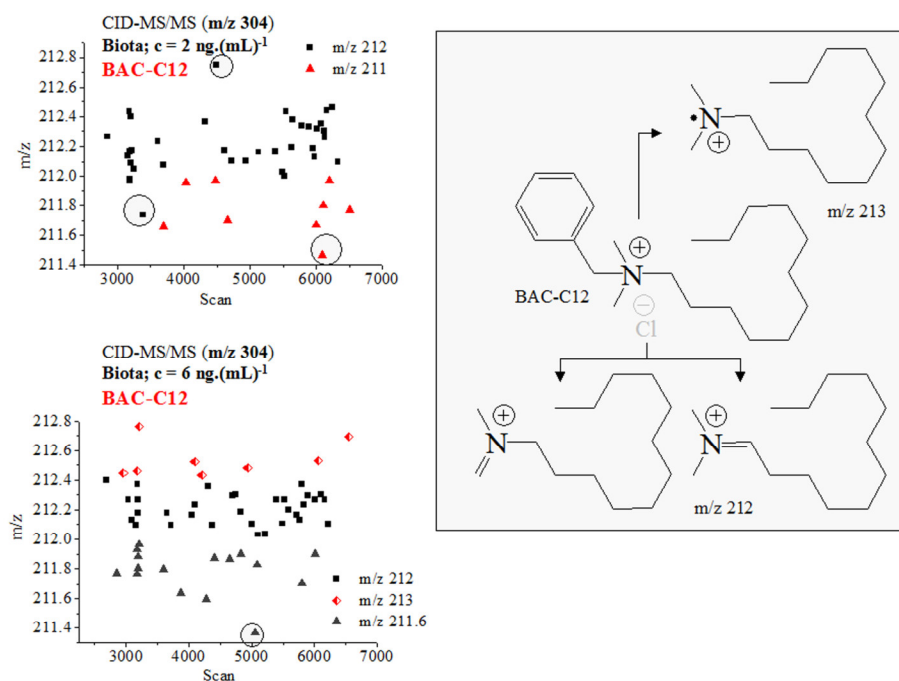 CID-MS/MS (m/z 304)
Biota; c = 2 ng.(mL)-1
BAC-C12
m/z 212
m/z 211
212.8
212.6
212.4
212.2
212.0
211.8
211.6
211.4
m/z
3000
4000
5000
6000
7000
Scan
CID-MS/MS (m/z 304)
Biota; c = 6 ng.(mL)-1
BAC-C12
212.8
212.6
212.4
212.2
212.0
211.8
211.6
211.4
m/z
m/z 212
m/z 213
m/z 211.6
3000
4000
5000
6000
7000
Scan
•N
+
m/z 213
+
N
BAC-C12
−
Cl
+
N
+
N
m/z 212